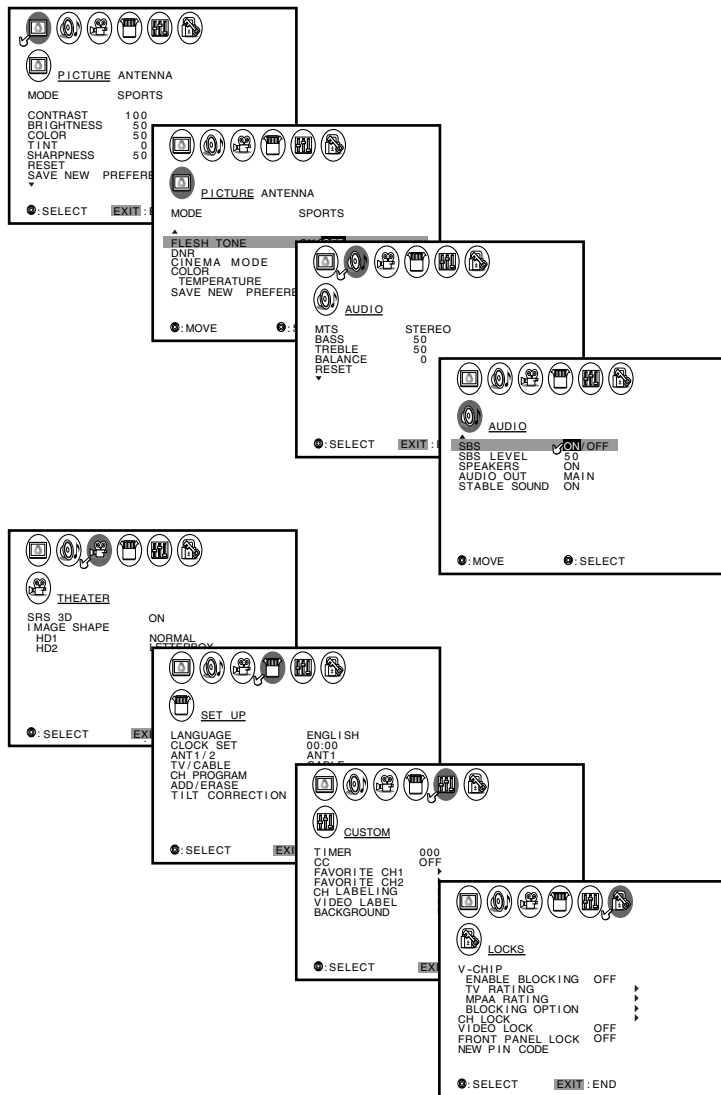 PICTURE ANTENNA
MODE SPORTS
CONTRAST 100
BRIGHTNESS 50
COLOR 50
TINT 0
SHARPNESS 50
RESET
SAVE NEW PREFERE
:SELECT EXIT :
PICTURE ANTENNA
MODE SPORTS
FLESH TONE
DNR
CINEMA MODE
COLOR
TEMPERATURE
SAVE NEW PREFERE
:MOVE :
AUDIO
MTS STEREO
BASS 50
TREBLE 50
BALANCE 0
RESET
:SELECT EXIT :
AUDIO
SBS ON/OFF
SBS LEVEL 50
SPEAKERS ON
AUDIO OUT MAIN
STABLE SOUND ON
:MOVE :SELECT
THEATER
SRS 3D ON
IMAGE SHAPE
HD1 NORMAL
HD2 LETTERBOX
:SELECT EXI
SET UP
LANGUAGE ENGLISH
CLOCK SET 00:00
ANT1/2 ANT1
TV/CABLE CABLE
CH PROGRAM
ADD/ERASE
TILT CORRECTION
:SELECT EXI
CUSTOM
TIMER 000
CC OFF
FAVORITE CH1
FAVORITE CH2
CH LABELING
VIDEO LABEL
BACKGROUND
:SELECT EXI
LOCKS
V-CHIP
ENABLE BLOCKING OFF
TV RATING
MPAA RATING
BLOCKING OPTION
CH LOCK
VIDEO LOCK OFF
FRONT PANEL LOCK OFF
NEW PIN CODE
:SELECT EXIT :END